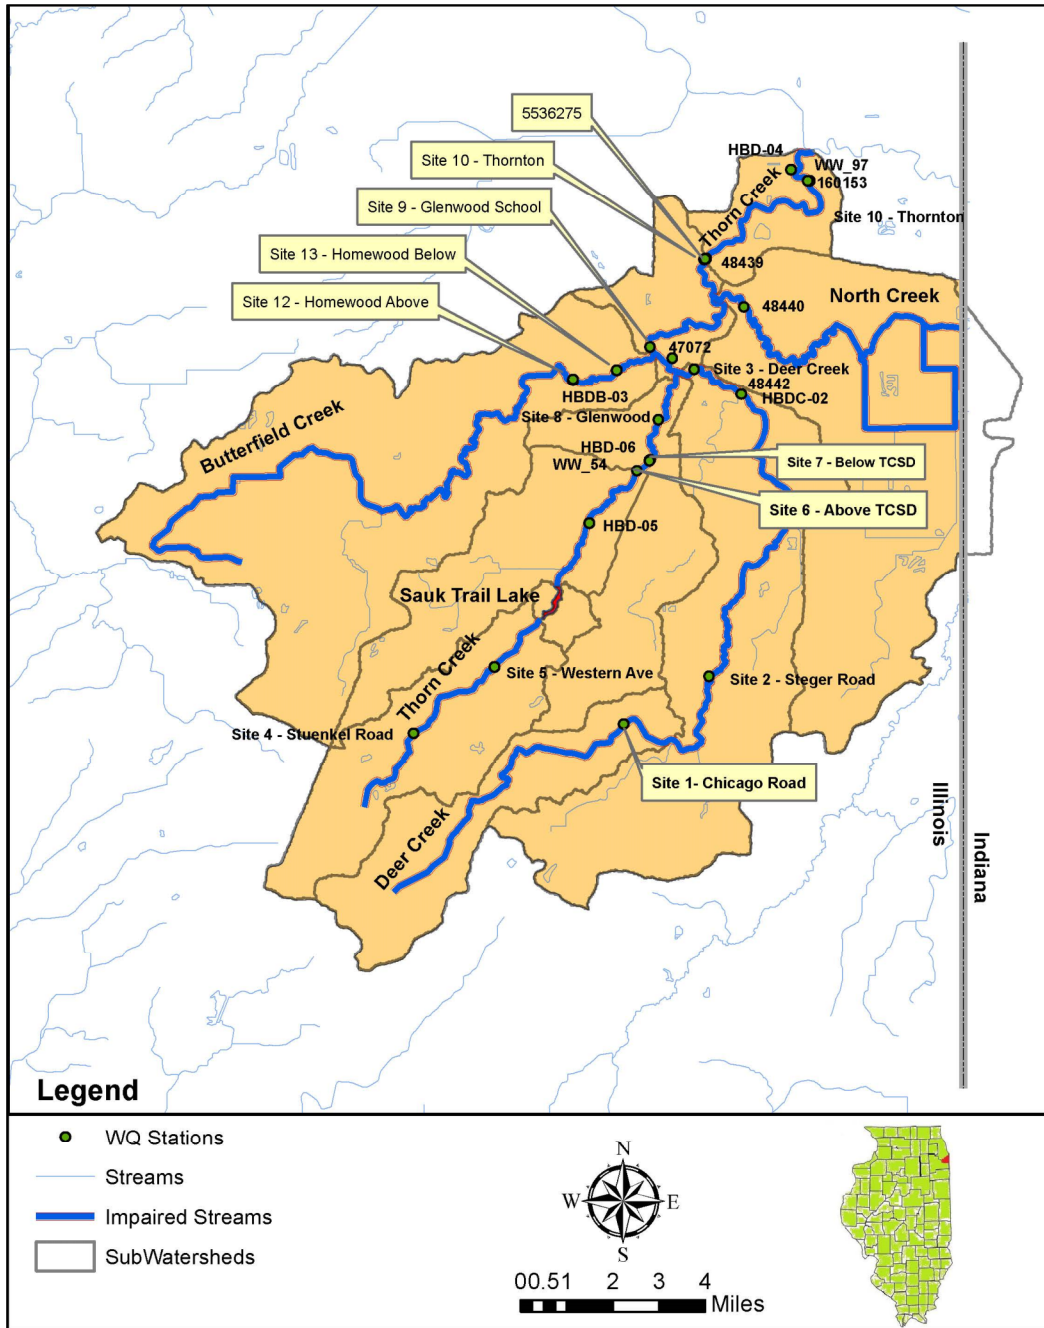 5536275
HBD-04
Site 10 - Thornton
WW_97
160153
Site 9 - Glenwood School
Thorn Creek
Site 10 - Thornton
Site 13 - Homewood Below
48439
Site 12 - Homewood Above
North Creek
48440
47072
Site 3 - Deer Creek
48442
HBDC-02
HBDB-03
Site 8 - Glenwood
Butterfield Creek
HBD-06
WW_54
Site 7 - Below TCSD
Site 6 - Above TCSD
HBD-05
Sauk Trail Lake
Thorn Creek
Site 5 - Western Ave
Site 2 - Steger Road
Site 4 - Stuenkel Road
Site 1- Chicago Road
Deer Creek
Illinois
Indiana
Legend
WQ Stations
Streams
Impaired Streams
SubWatersheds
N
W
E
S
00.51 2 3 4
Miles